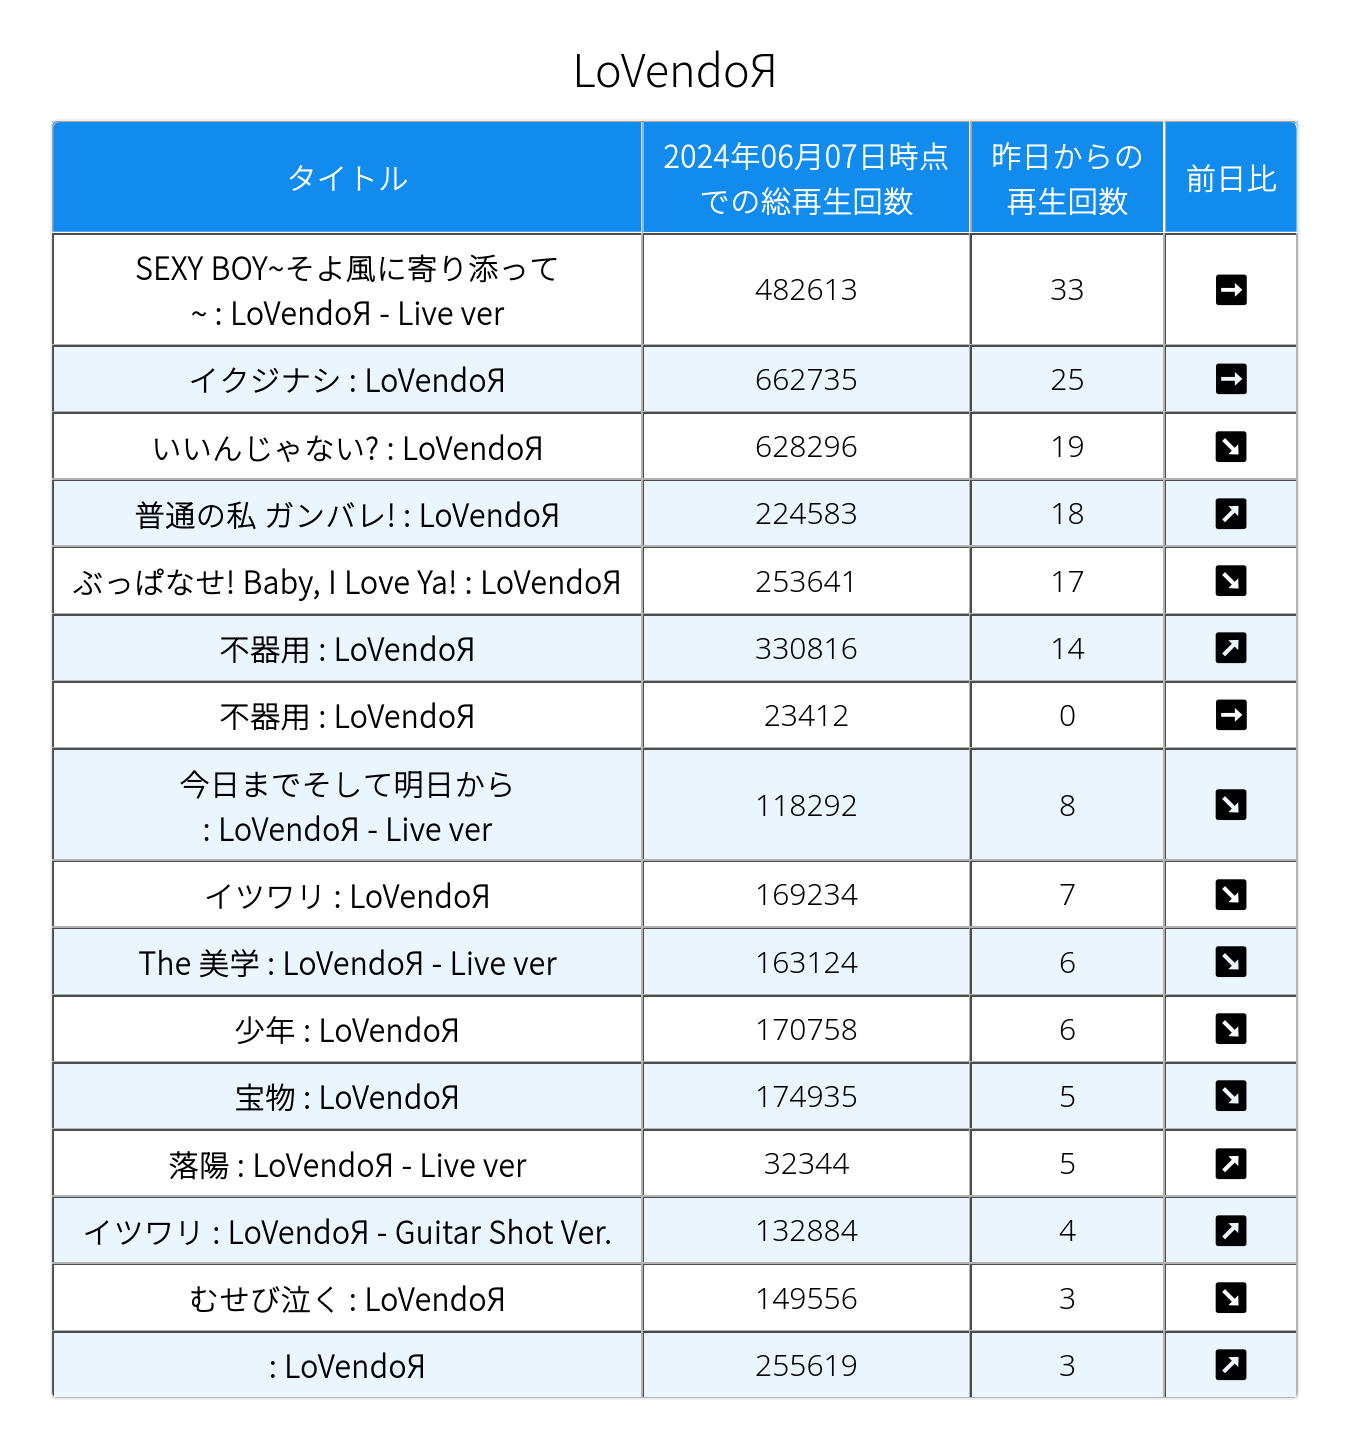 LoVendoЯ
タイトル
2024年06月07日時点
での総再生回数
昨日からの
再生回数
前日比
SEXY BOY~そよ風に寄り添って
~ : LoVendoЯ - Live ver
482613
33
➡
イクジナシ : LoVendoЯ
662735
25
➡
いいんじゃない? : LoVendoЯ
628296
19
↘
普通の私 ガンバレ! : LoVendoЯ
224583
18
↗
ぶっぱなせ! Baby, I Love Ya! : LoVendoЯ
253641
17
↘
不器用 : LoVendoЯ
330816
14
↗
不器用 : LoVendoЯ
23412
0
➡
今日までそして明日から
: LoVendoЯ - Live ver
118292
8
↘
イツワリ : LoVendoЯ
169234
7
↘
The 美学 : LoVendoЯ - Live ver
163124
6
↘
少年 : LoVendoЯ
170758
6
↘
宝物 : LoVendoЯ
174935
5
↘
落陽 : LoVendoЯ - Live ver
32344
5
↗
イツワリ : LoVendoЯ - Guitar Shot Ver.
132884
4
↗
むせび泣く : LoVendoЯ
149556
3
↘
: LoVendoЯ
255619
3
↗